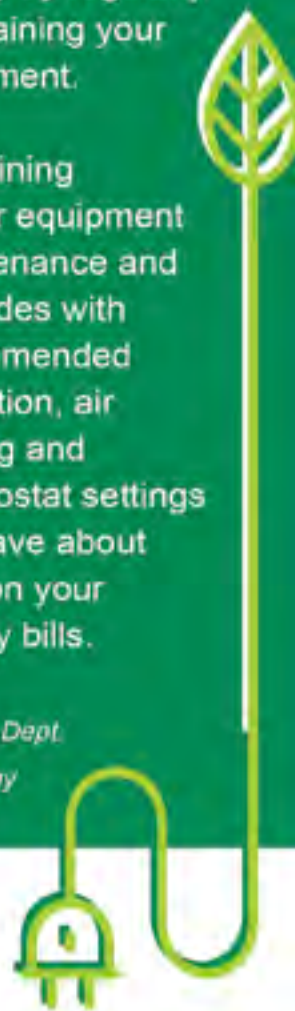 aining your
ment.
ining
r equipment
enance and
des with
mended
tion, air
g and
ostat settings
ave about
on your
y bills.
Dept.
gy